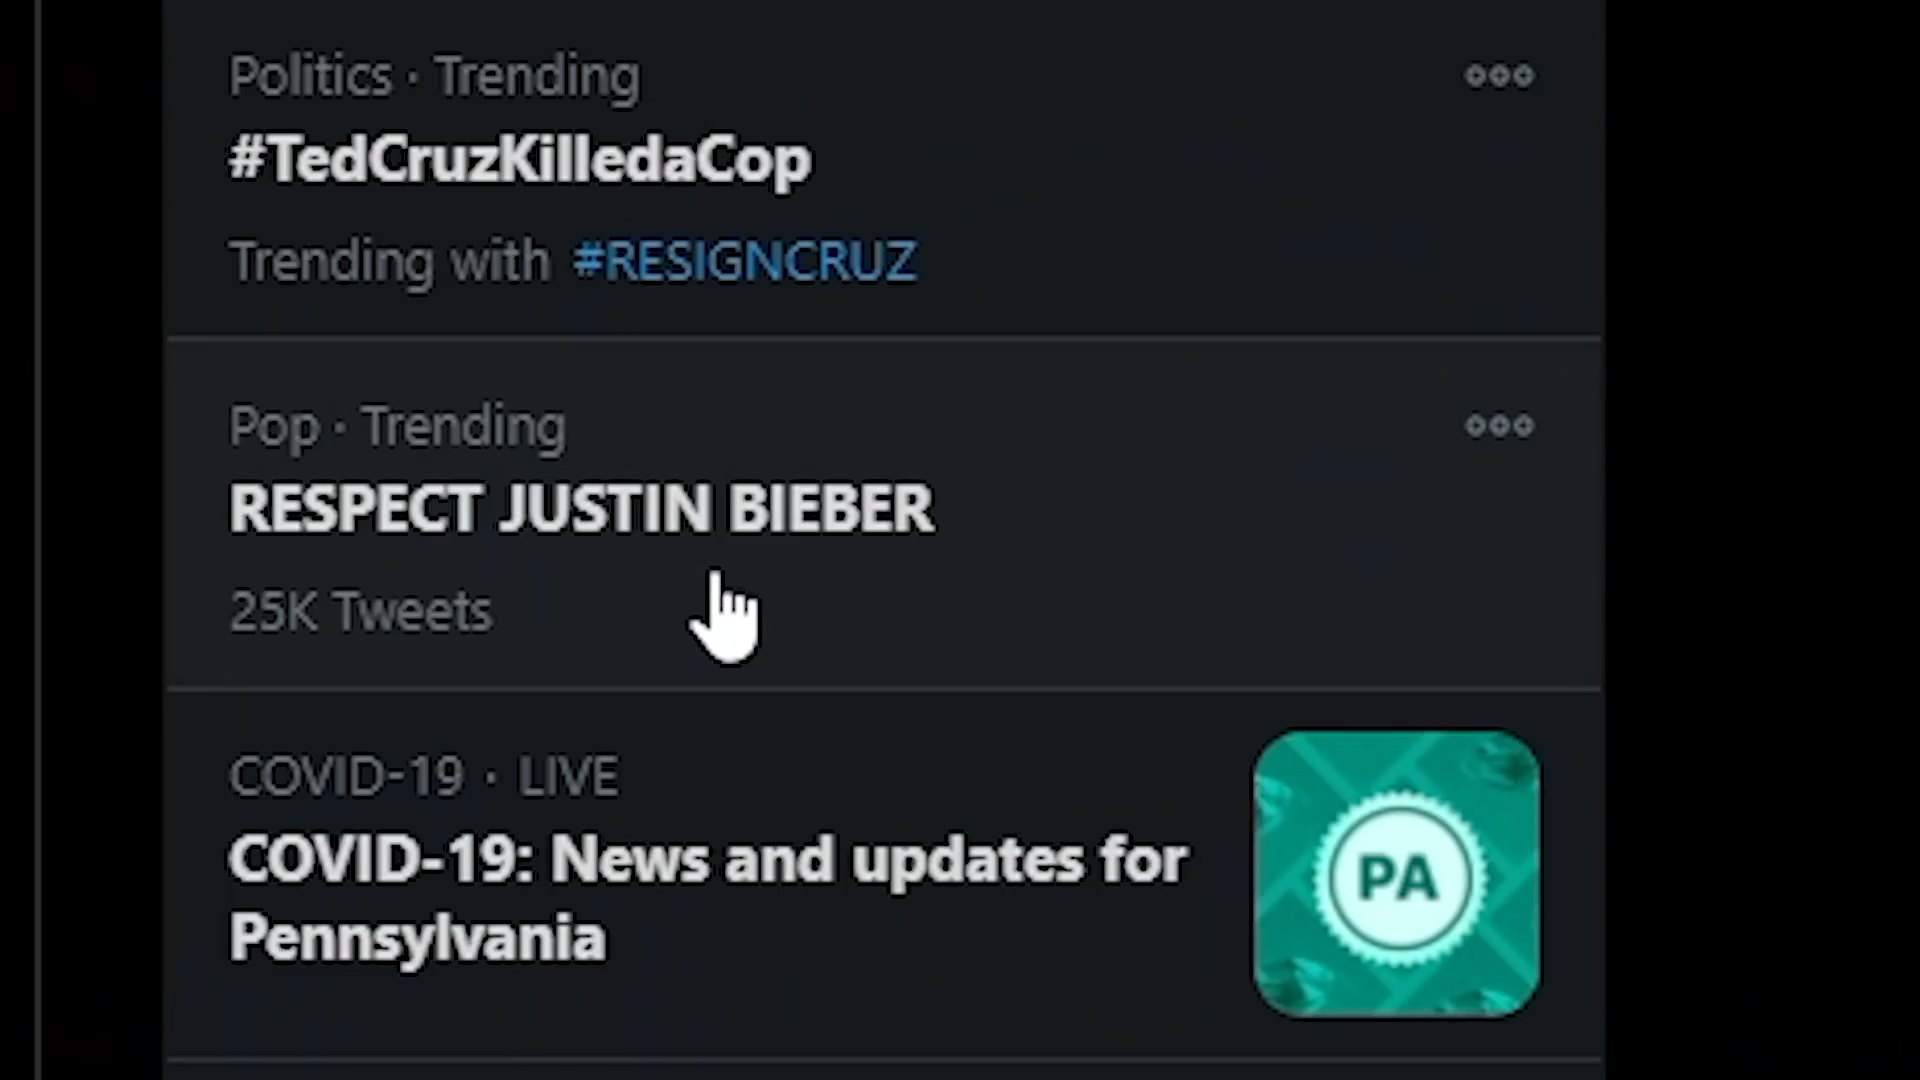 Politics · Trending
#TedCruzKilledaCop
Trending with #RESIGNCRUZ
Pop · Trending
RESPECT JUSTIN BIEBER
25K Tweets
COVID-19 · LIVE
COVID-19: News and updates for
Pennsylvania
PA